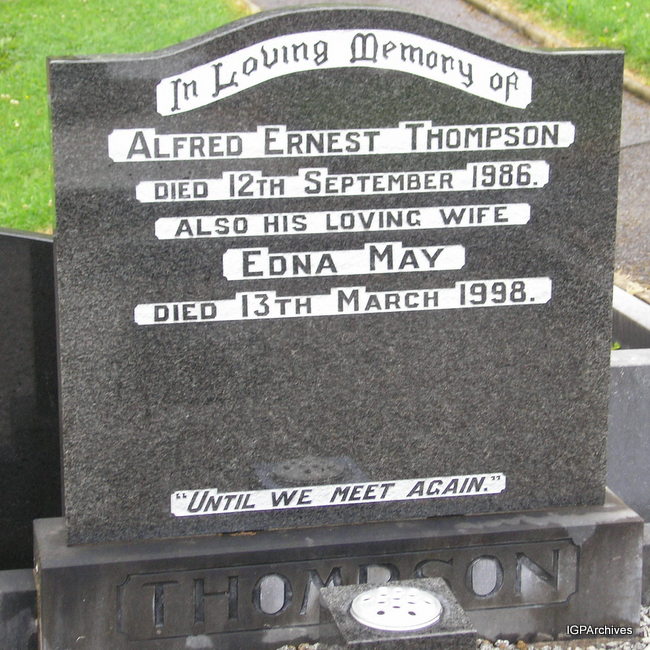 In Loving Memory of
ALFRED ERNEST THOMPSON
DIED 12TH SEPTEMBER 1986.
ALSO HIS LOVING WIFE
EDNA MAY
DIED 13TH MARCH 1998.
"UNTIL WE MEET AGAIN."
THOMPSON
IGPArchives